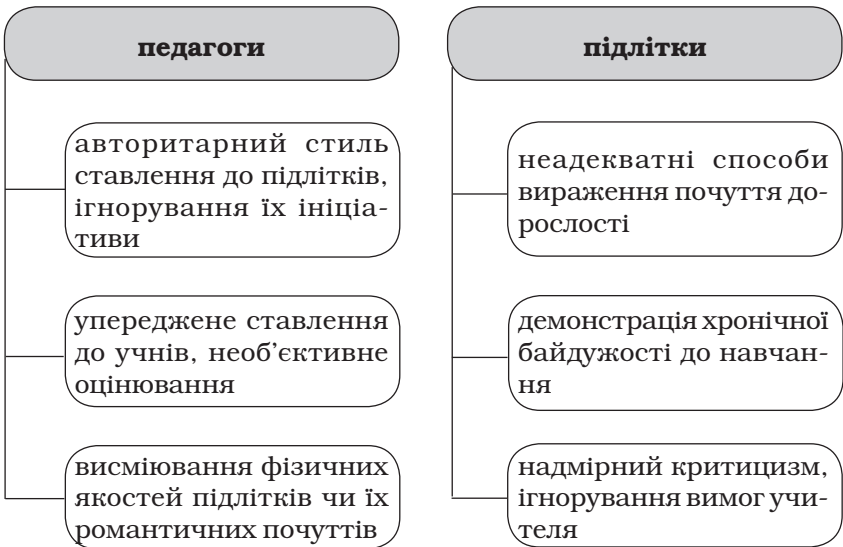 педагоги
авторитарний стиль
ставлення до підлітків,
ігнорування їх ініціа-
тиви
упереджене ставлення
до учнів, необ’єктивне
оцінювання
висміювання фізичних
якостей підлітків чи їх
романтичних почуттів
підлітки
неадекватні способи
вираження почуття до-
рослості
демонстрація хронічної
байдужості до навчан-
ня
надмірний критицизм,
ігнорування вимог учи-
теля